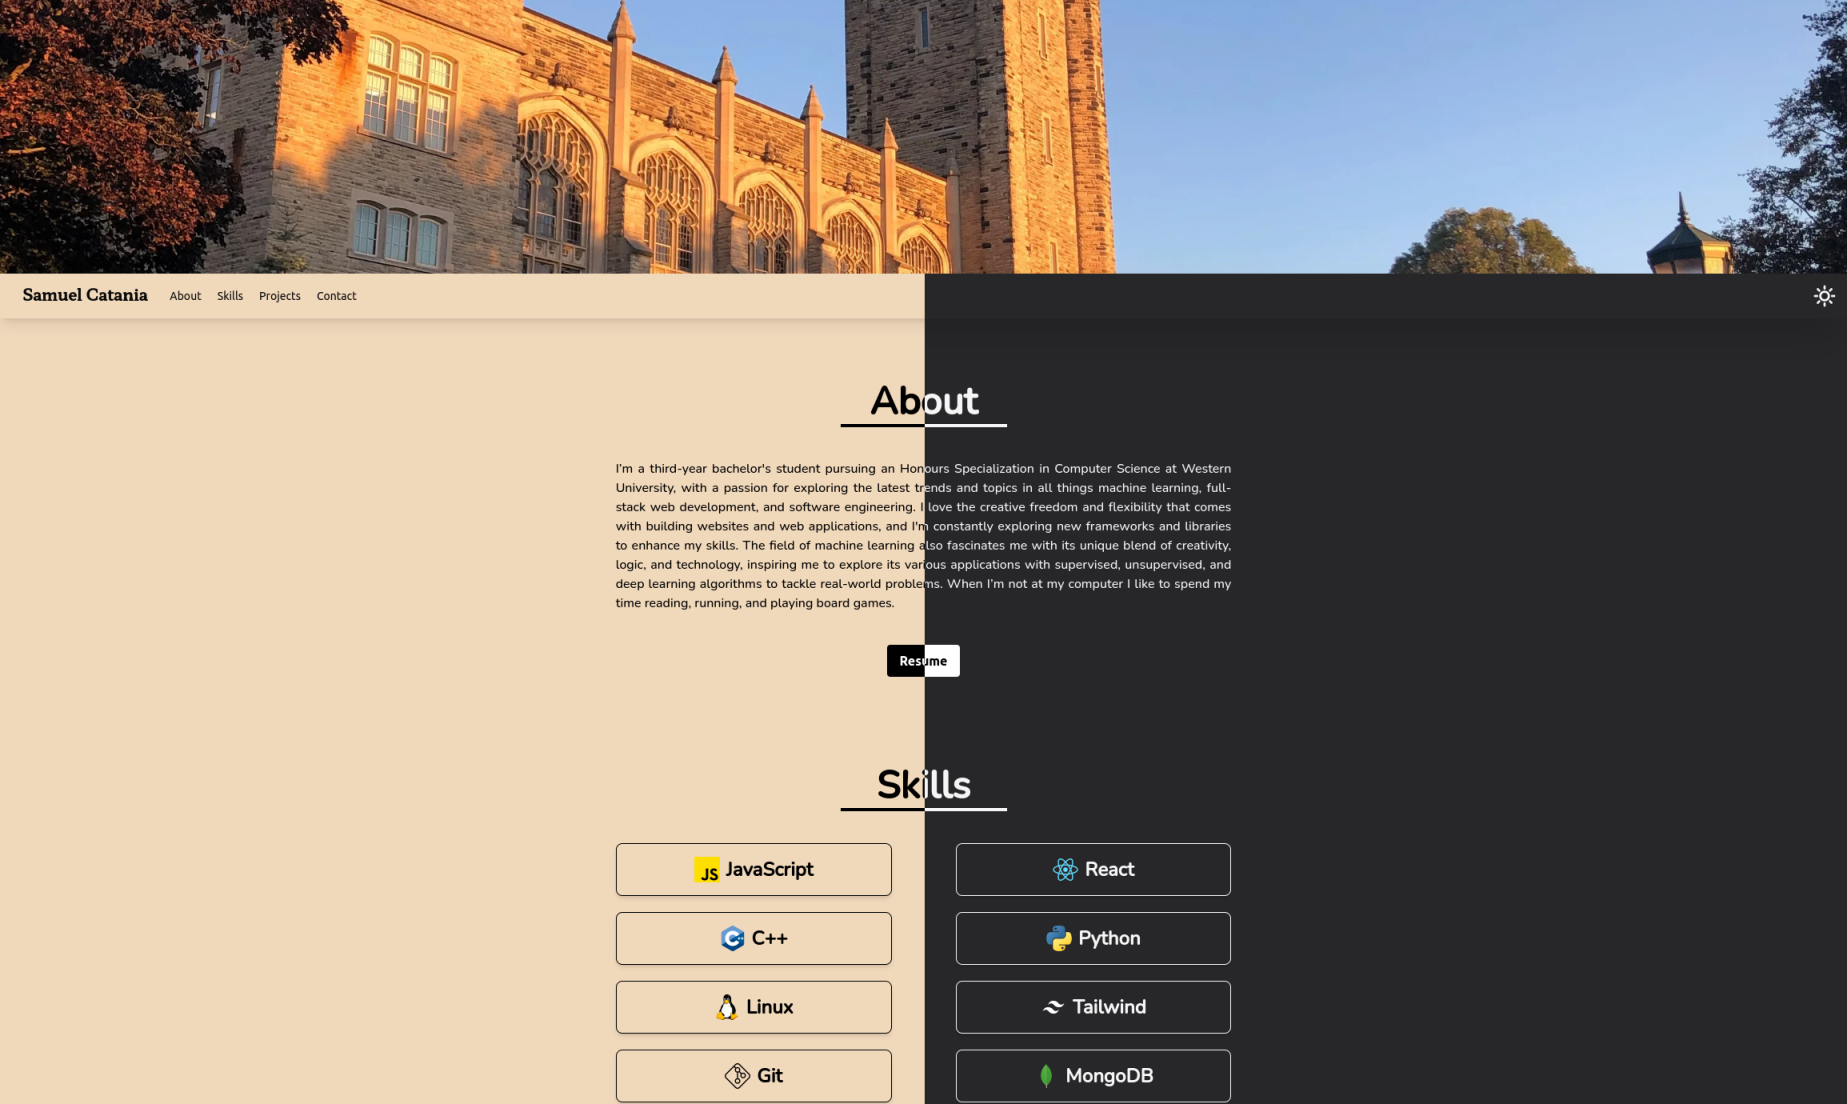 Samuel Catania About Skills Projects Contact
About
I'm a third-year bachelor's student pursuing an Honours Specialization in Computer Science at Western
University, with a passion for exploring the latest trends and topics in all things machine learning, full-
stack web development, and software engineering. I love the creative freedom and flexibility that comes
with building websites and web applications, and I'm constantly exploring new frameworks and libraries
to enhance my skills. The field of machine learning also fascinates me with its unique blend of creativity,
logic, and technology, inspiring me to explore its various applications with supervised, unsupervised, and
deep learning algorithms to tackle real-world problems. When I'm not at my computer I like to spend my
time reading, running, and playing board games.
Resume
Skills
JS JavaScript
React
C C++
Python
Linux
Tailwind
Git
MongoDB